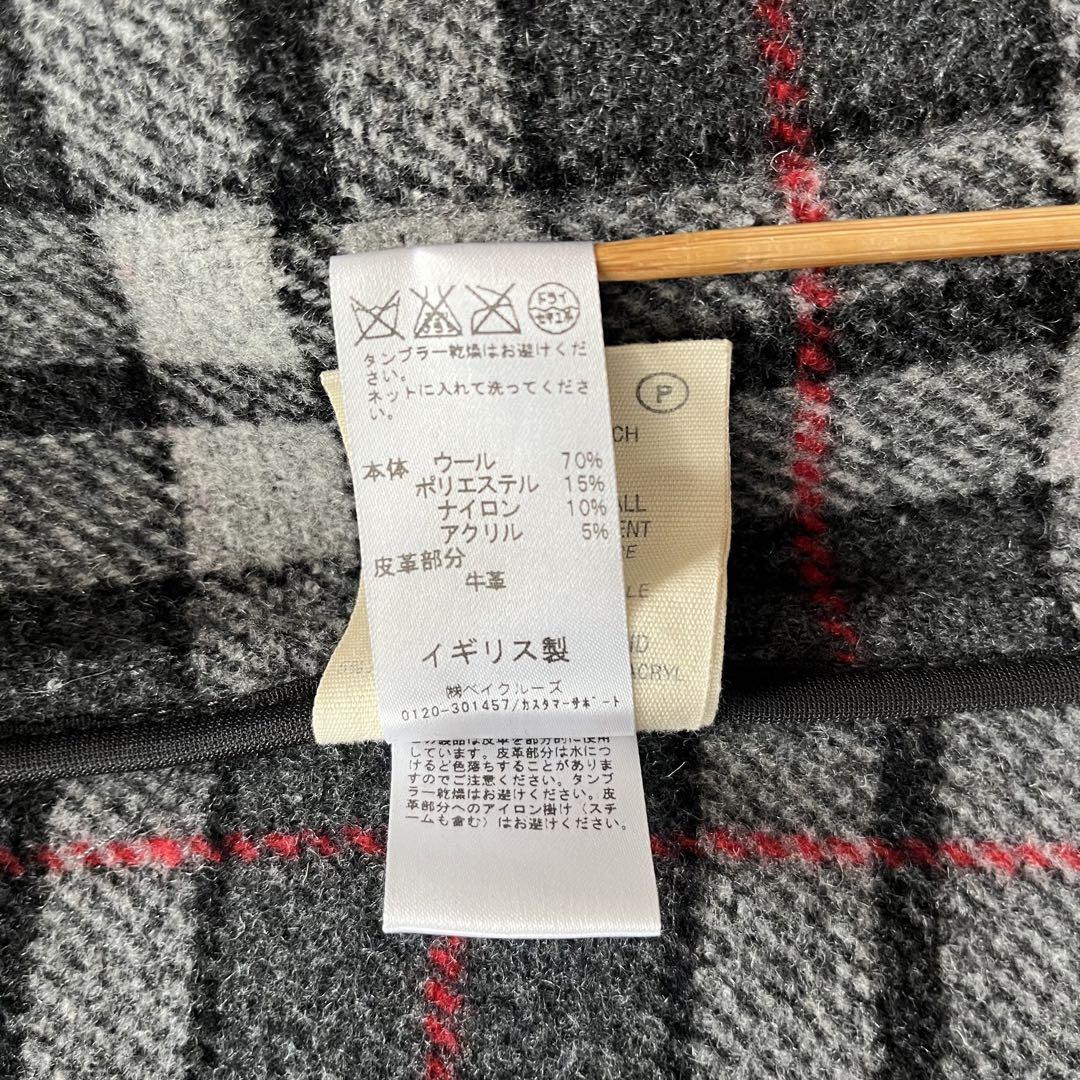 ドライ
セキユ系
タンブラー乾燥はお避けくだ
さい。
ネットに入れて洗ってくださ
い。
本体 ウール 70%
ポリエステル 15%
ナイロン 10%
アクリル 5%
皮革部分
牛革
イギリス製
㈱ベイクルーズ
0120-301457/カスタマーサポート
この製品は皮革を部分的に使用
しています。皮革部分は水につ
けると色落ちすることがありま
すのでご注意ください。タンブ
ラー乾燥はお避けください。皮
革部分へのアイロン掛け（スチ
ームも含む）はお避けください。
P
CH
ALL
ENT
RE
LE
ND
ACRYL